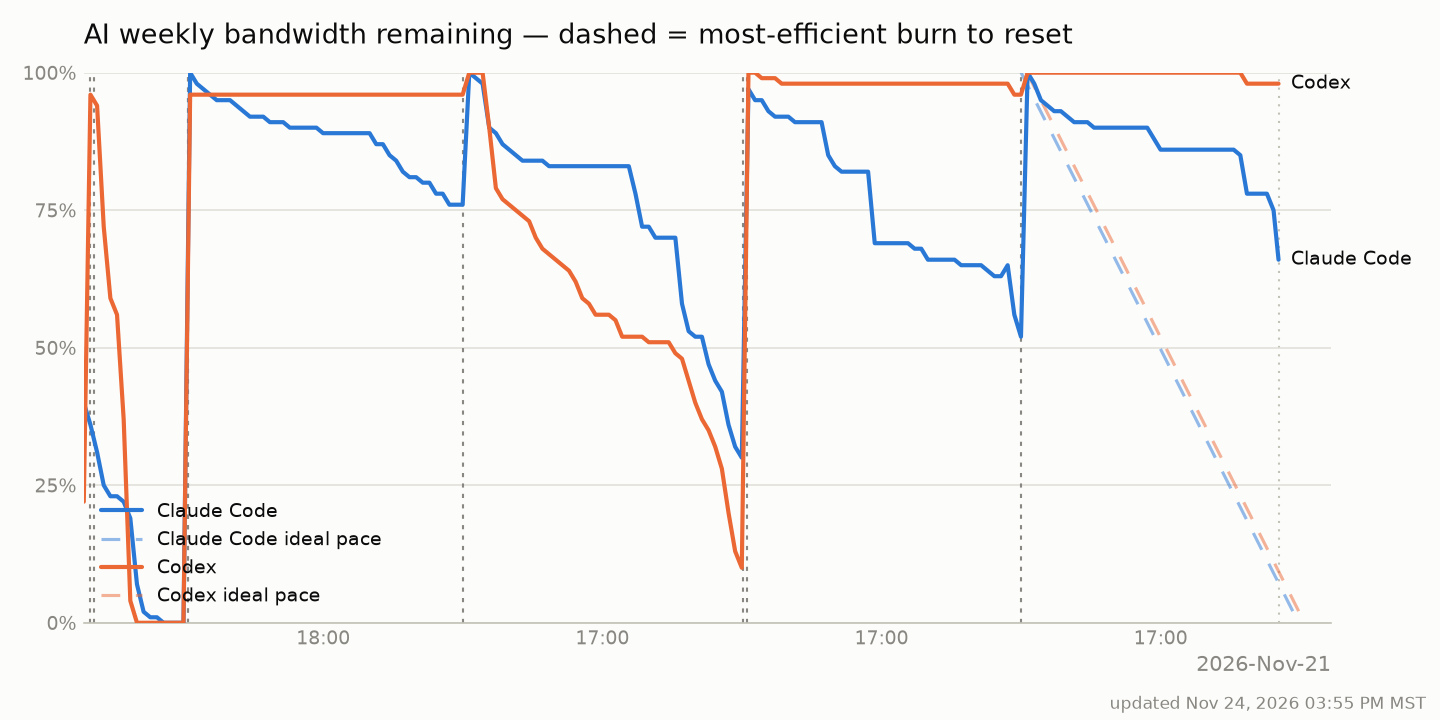 AI weekly bandwidth remaining — dashed = most-efficient burn to reset
100%
75%
50%
25%
0%
Codex
Claude Code
Claude Code
Claude Code ideal pace
Codex
Codex ideal pace
18:00
17:00
17:00
17:00
2026-Nov-21
updated Nov 24, 2026 03:55 PM MST